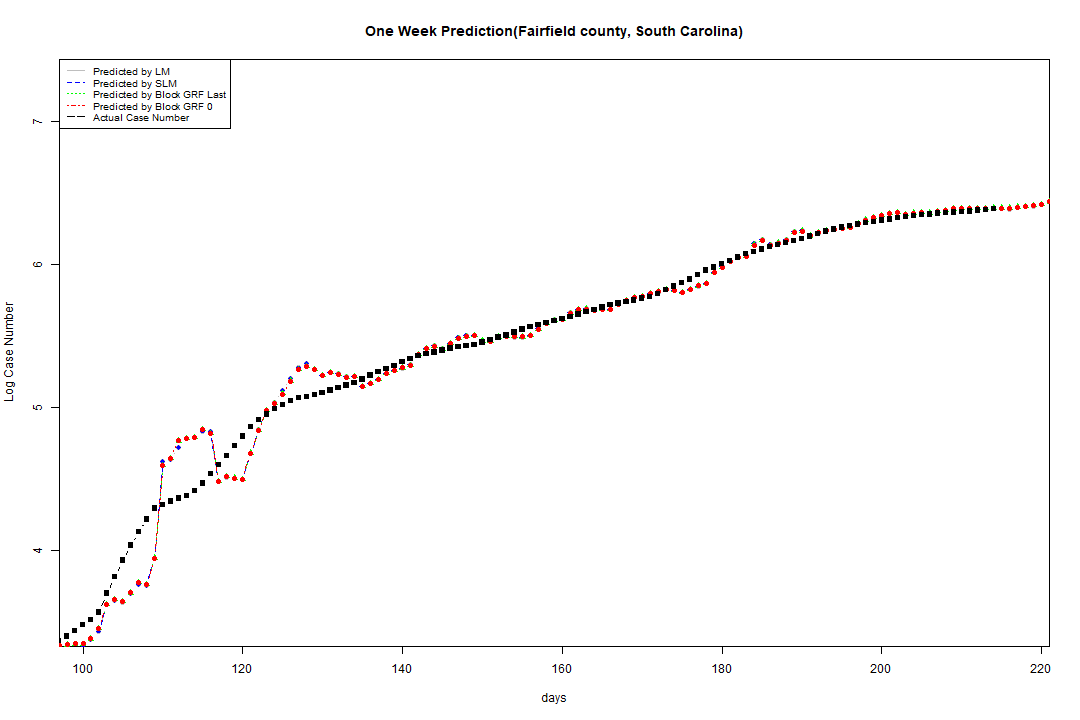 One Week Prediction(Fairfield county, South Carolina)
Predicted by LM
Predicted by SLM
Predicted by Block GRF Last
Predicted by Block GRF 0
Actual Case Number
7
6
5
4
Log Case Number
100 120 140 160 180 200 220
days